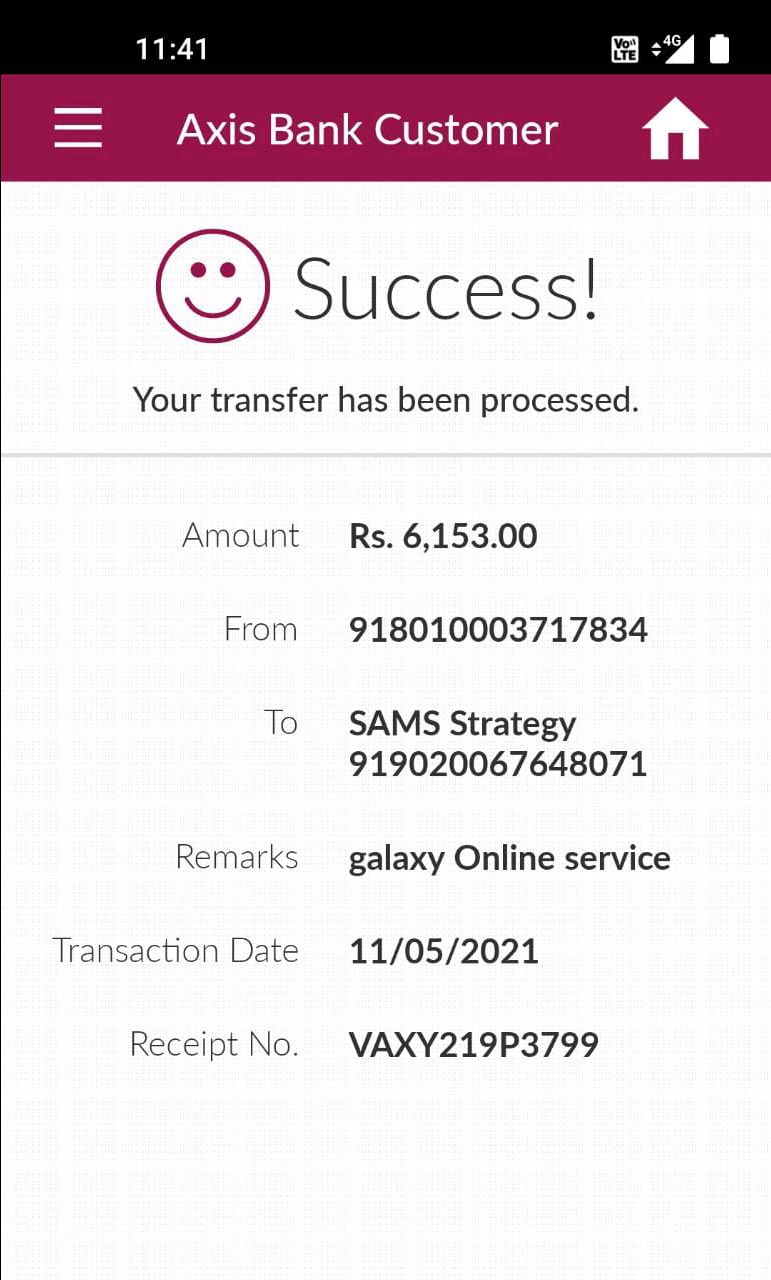 11:41
Vo)) LTE 4G
Axis Bank Customer
Success!
Your transfer has been processed.
Amount Rs. 6,153.00
From 918010003717834
To SAMS Strategy
919020067648071
Remarks galaxy Online service
Transaction Date 11/05/2021
Receipt No. VAXY219P3799